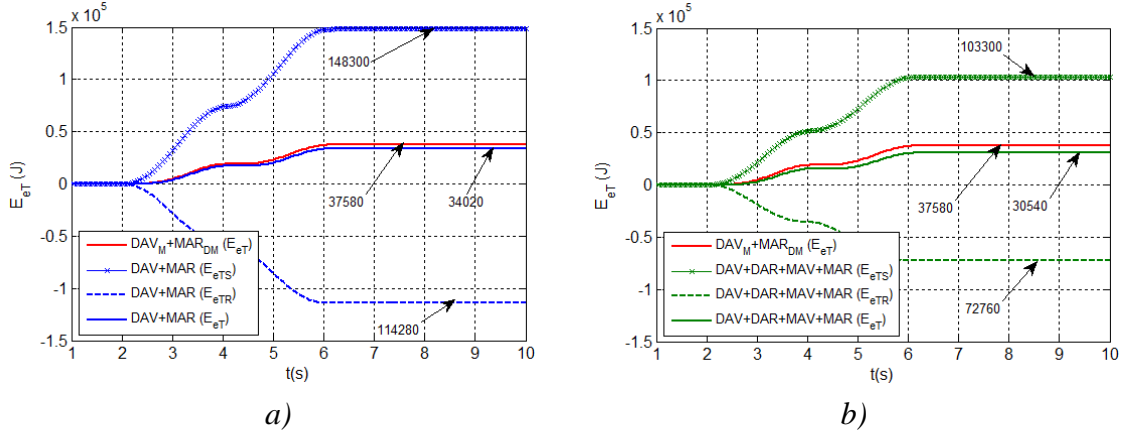 x 10^5
1.5
1
0.5
0
-0.5
-1
-1.5
E_eT (J)
148300
37580
34020
114280
DAV_M+MAR_DM (E_eT)
DAV+MAR (E_eTS)
DAV+MAR (E_eTR)
DAV+MAR (E_eT)
1 2 3 4 5 6 7 8 9 10
t(s)
a)
x 10^5
1.5
1
0.5
0
-0.5
-1
-1.5
E_eT (J)
103300
37580
30540
72760
DAV_M+MAR_DM (E_eT)
DAV+DAR+MAV+MAR (E_eTS)
DAV+DAR+MAV+MAR (E_eTR)
DAV+DAR+MAV+MAR (E_eT)
1 2 3 4 5 6 7 8 9 10
t(s)
b)